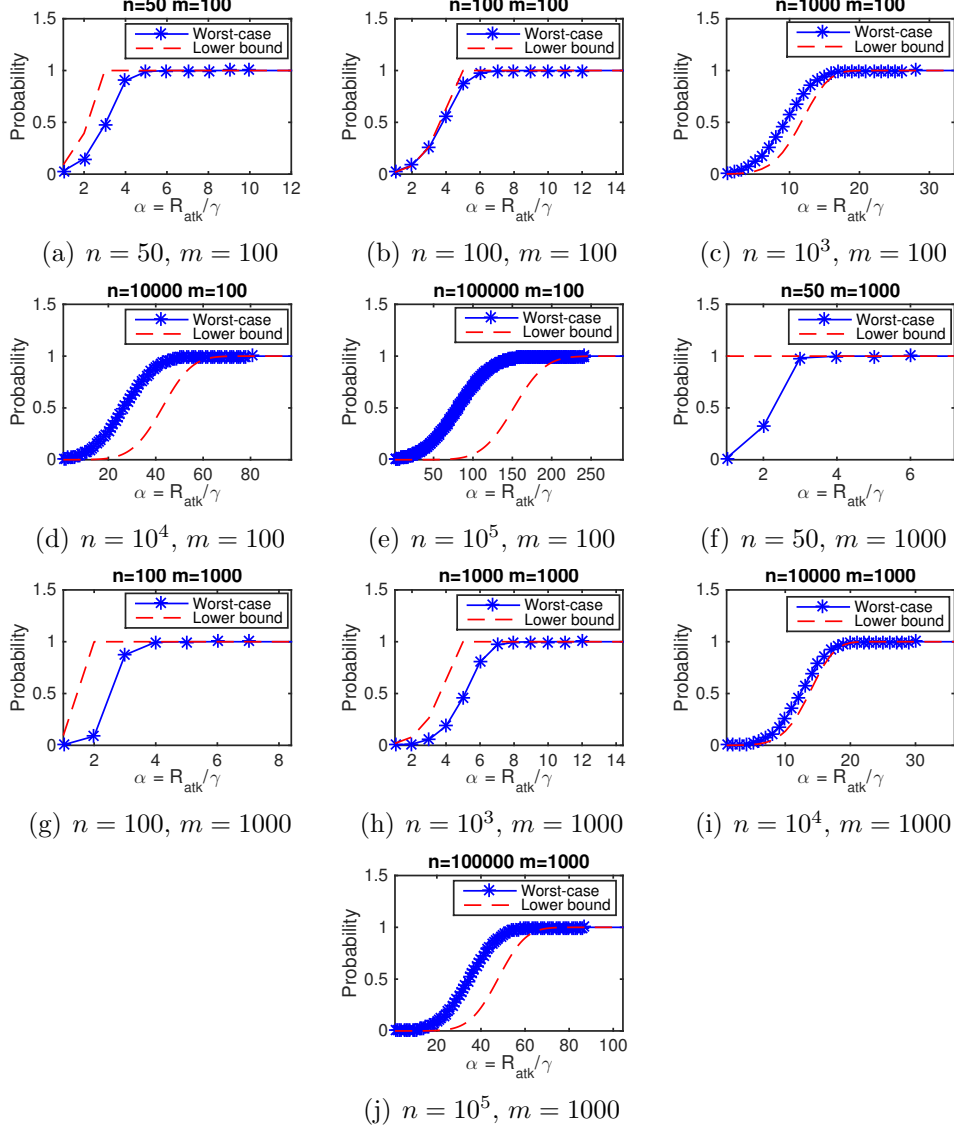 n=50 m=100
Worst-case
Lower bound
Probability
0
0.5
1
1.5
2 4 6 8 10 12
α = R_atk/γ
(a) n = 50, m = 100
n=100 m=100
Worst-case
Lower bound
Probability
0
0.5
1
1.5
2 4 6 8 10 12 14
α = R_atk/γ
(b) n = 100, m = 100
n=1000 m=100
Worst-case
Lower bound
Probability
0
0.5
1
1.5
10 20 30
α = R_atk/γ
(c) n = 10^3, m = 100
n=10000 m=100
Worst-case
Lower bound
Probability
0
0.5
1
1.5
20 40 60 80
α = R_atk/γ
(d) n = 10^4, m = 100
n=100000 m=100
Worst-case
Lower bound
Probability
0
0.5
1
1.5
50 100 150 200 250
α = R_atk/γ
(e) n = 10^5, m = 100
n=50 m=1000
Worst-case
Lower bound
Probability
0
0.5
1
1.5
2 4 6
α = R_atk/γ
(f) n = 50, m = 1000
n=100 m=1000
Worst-case
Lower bound
Probability
0
0.5
1
1.5
2 4 6 8
α = R_atk/γ
(g) n = 100, m = 1000
n=1000 m=1000
Worst-case
Lower bound
Probability
0
0.5
1
1.5
2 4 6 8 10 12 14
α = R_atk/γ
(h) n = 10^3, m = 1000
n=10000 m=1000
Worst-case
Lower bound
Probability
0
0.5
1
1.5
10 20 30
α = R_atk/γ
(i) n = 10^4, m = 1000
n=100000 m=1000
Worst-case
Lower bound
Probability
0
0.5
1
1.5
20 40 60 80 100
α = R_atk/γ
(j) n = 10^5, m = 1000